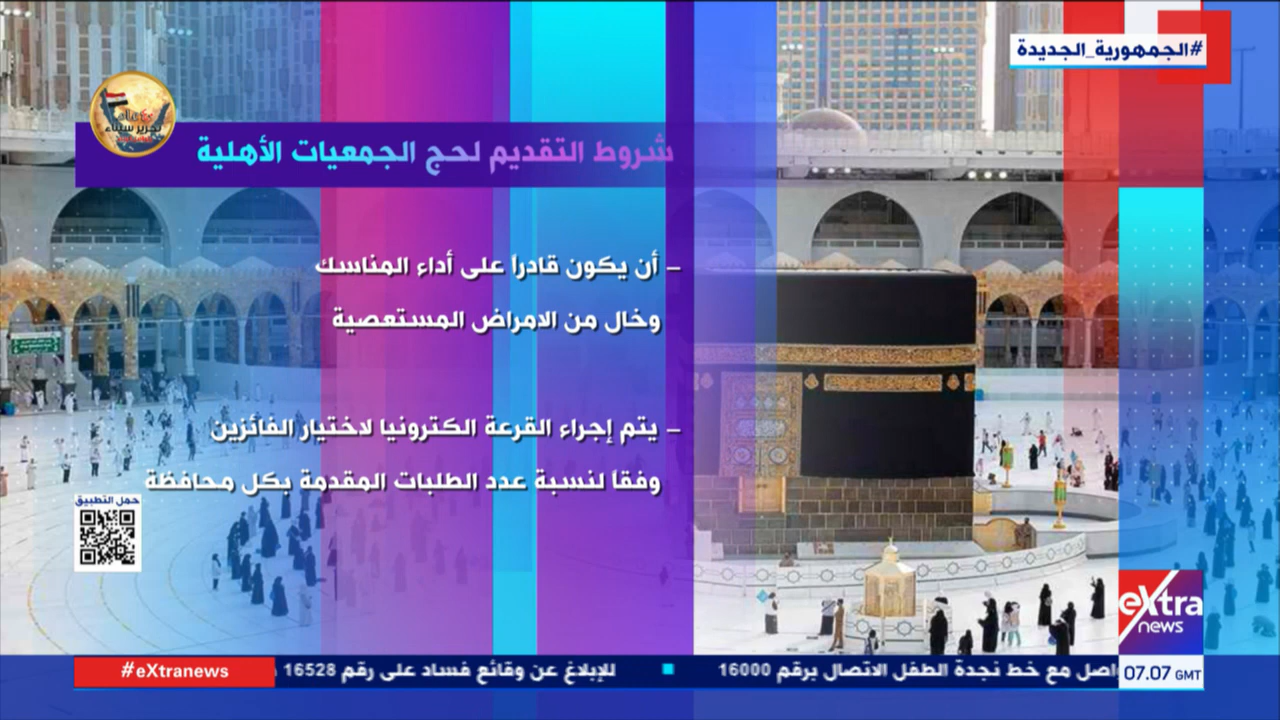 #الجمهورية_الجديدة
تحرير سيناء
شروط التقديم لحج الجمعيات الأهلية
– أن يكون قادرا على أداء المناسك
وخال من الامراض المستعصية
– يتم إجراء القرعة الكترونيا لاختيار الفائزين
وفقاً لنسبة عدد الطلبات المقدمة بكل محافظة
حمل التطبيق
eXtra
news
#eXtranews
مع خط نجدة الطفل الاتصال برقم 16000 ■ للإبلاغ عن وقائع فساد على رقم 16528
07.07 GMT